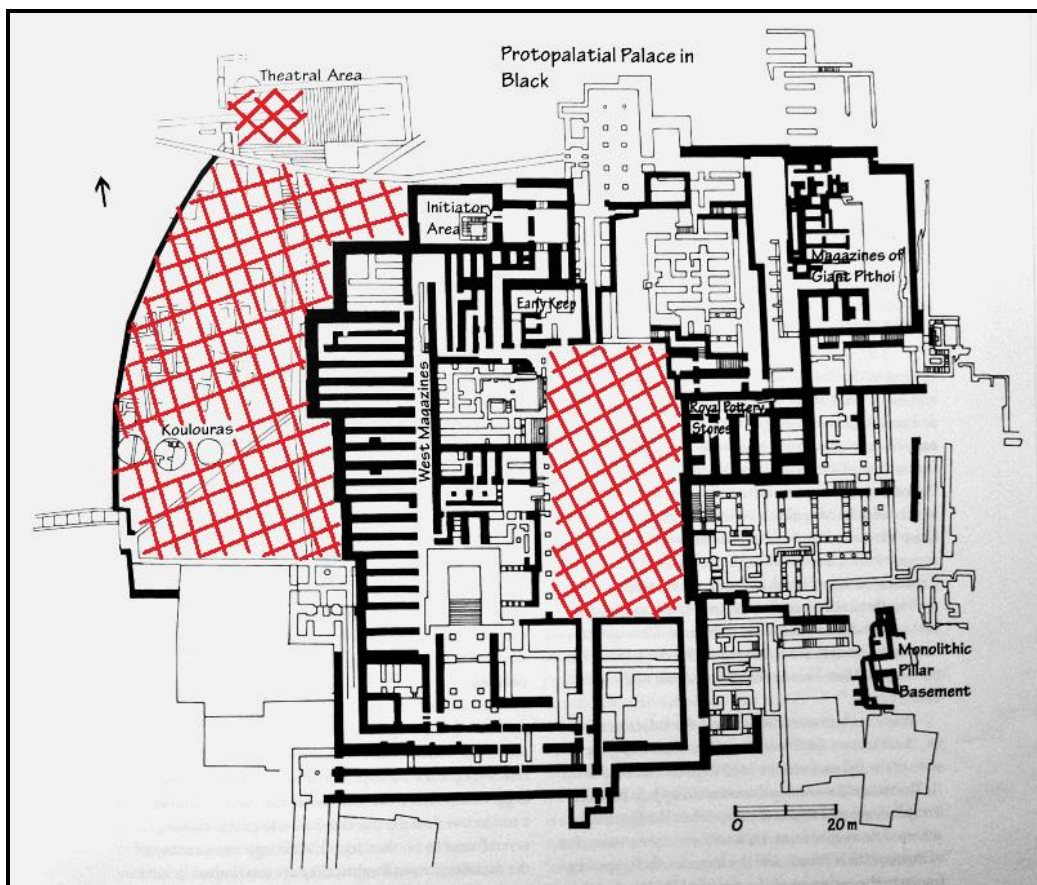 Protopalatial Palace in
Black
Theatral Area
Initiatory
Area
Magazines of
Giant Pithoi
Early Keep
West Magazines
Royal Pottery
Stores
Koulouras
Monolithic
Pillar
Basement
0 20 m